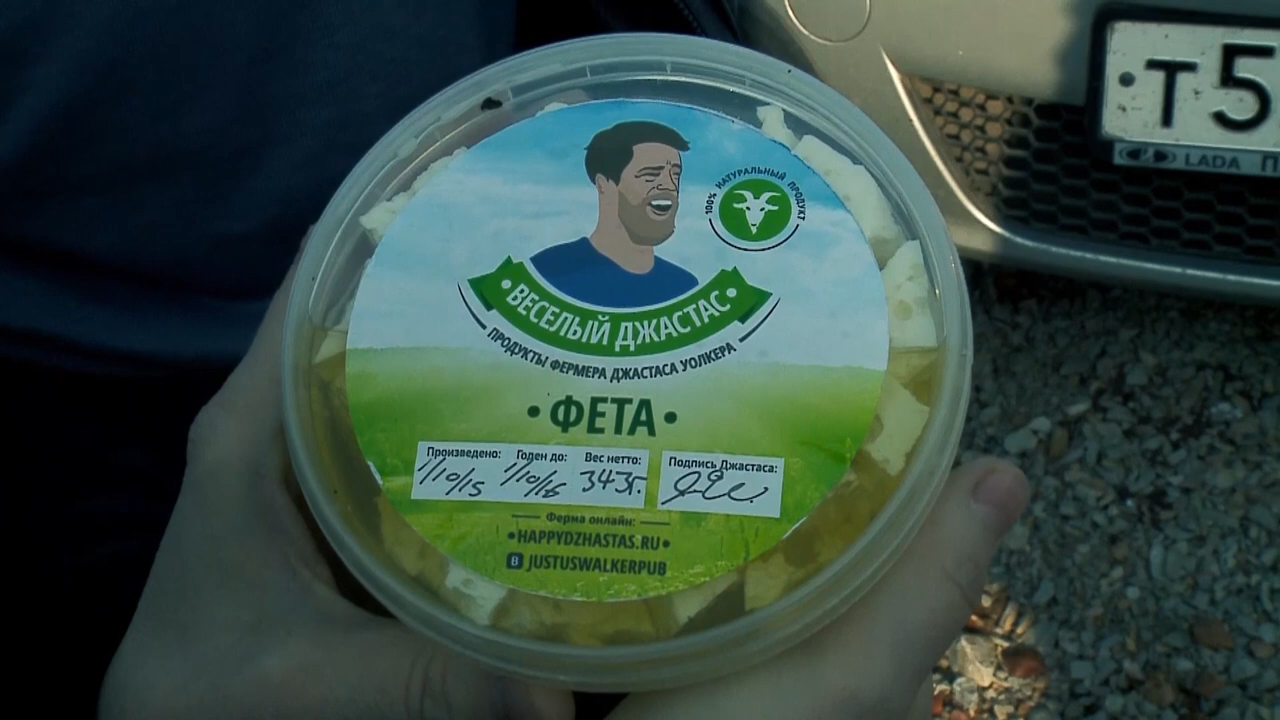 100% НАТУРАЛЬНЫЙ ПРОДУКТ
• ВЕСЕЛЫЙ ДЖАСТАС •
ПРОДУКТЫ ФЕРМЕРА ДЖАСТАСА УОЛКЕРА
• ФЕТА •
Произведено: Годен до: Вес нетто: Подпись Джастаса:
1/10/15 1/10/16 343г.
Ферма онлайн:
•HAPPYDZHASTAS.RU•
B JUSTUSWALKERPUB
Т5
LADA